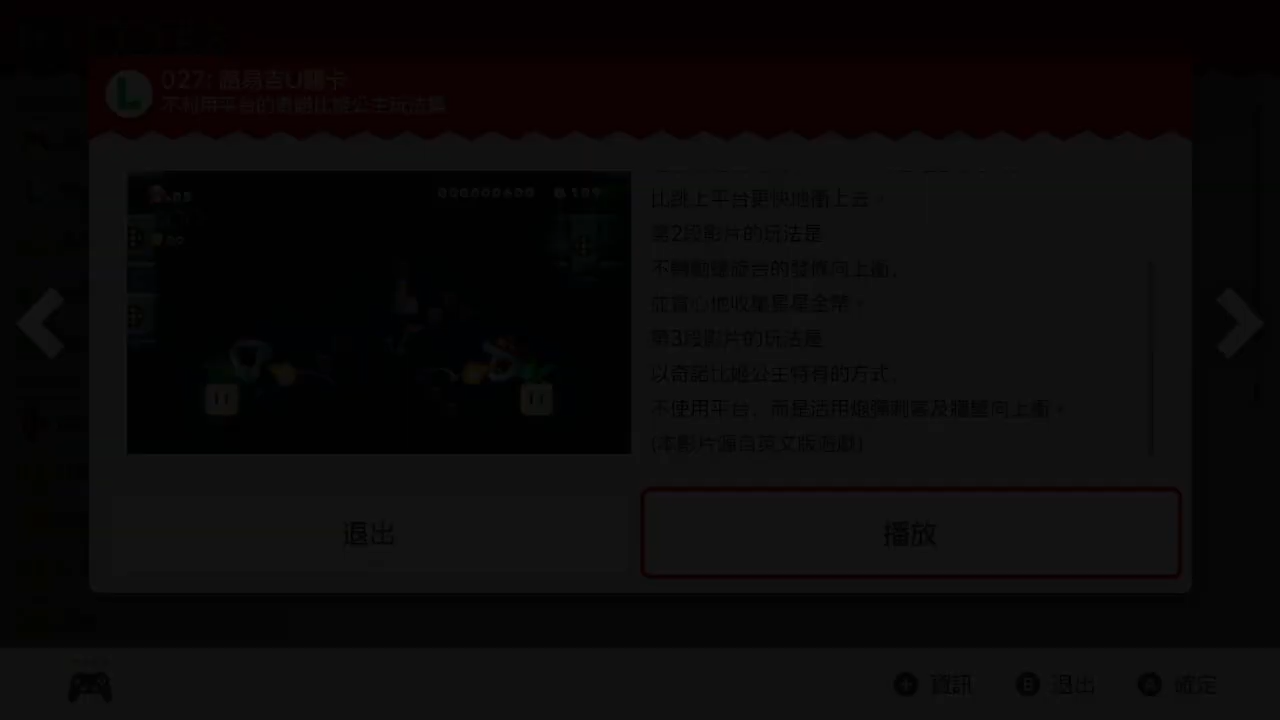 027: 路易吉U關卡
不利用平台的奇諾比姬公主玩法集
比跳上平台更快地衝上去。
第2段影片的玩法是
不轉動螺旋台的螺帽向上衝,
並貪心地收集星星金幣。
第3段影片的玩法是
以奇諾比姬公主特有的方式,
不使用平台，而是活用炮彈刺客及牆壁向上衝。
(本影片源自英文版遊戲)
退出
播放
資訊
退出
確定